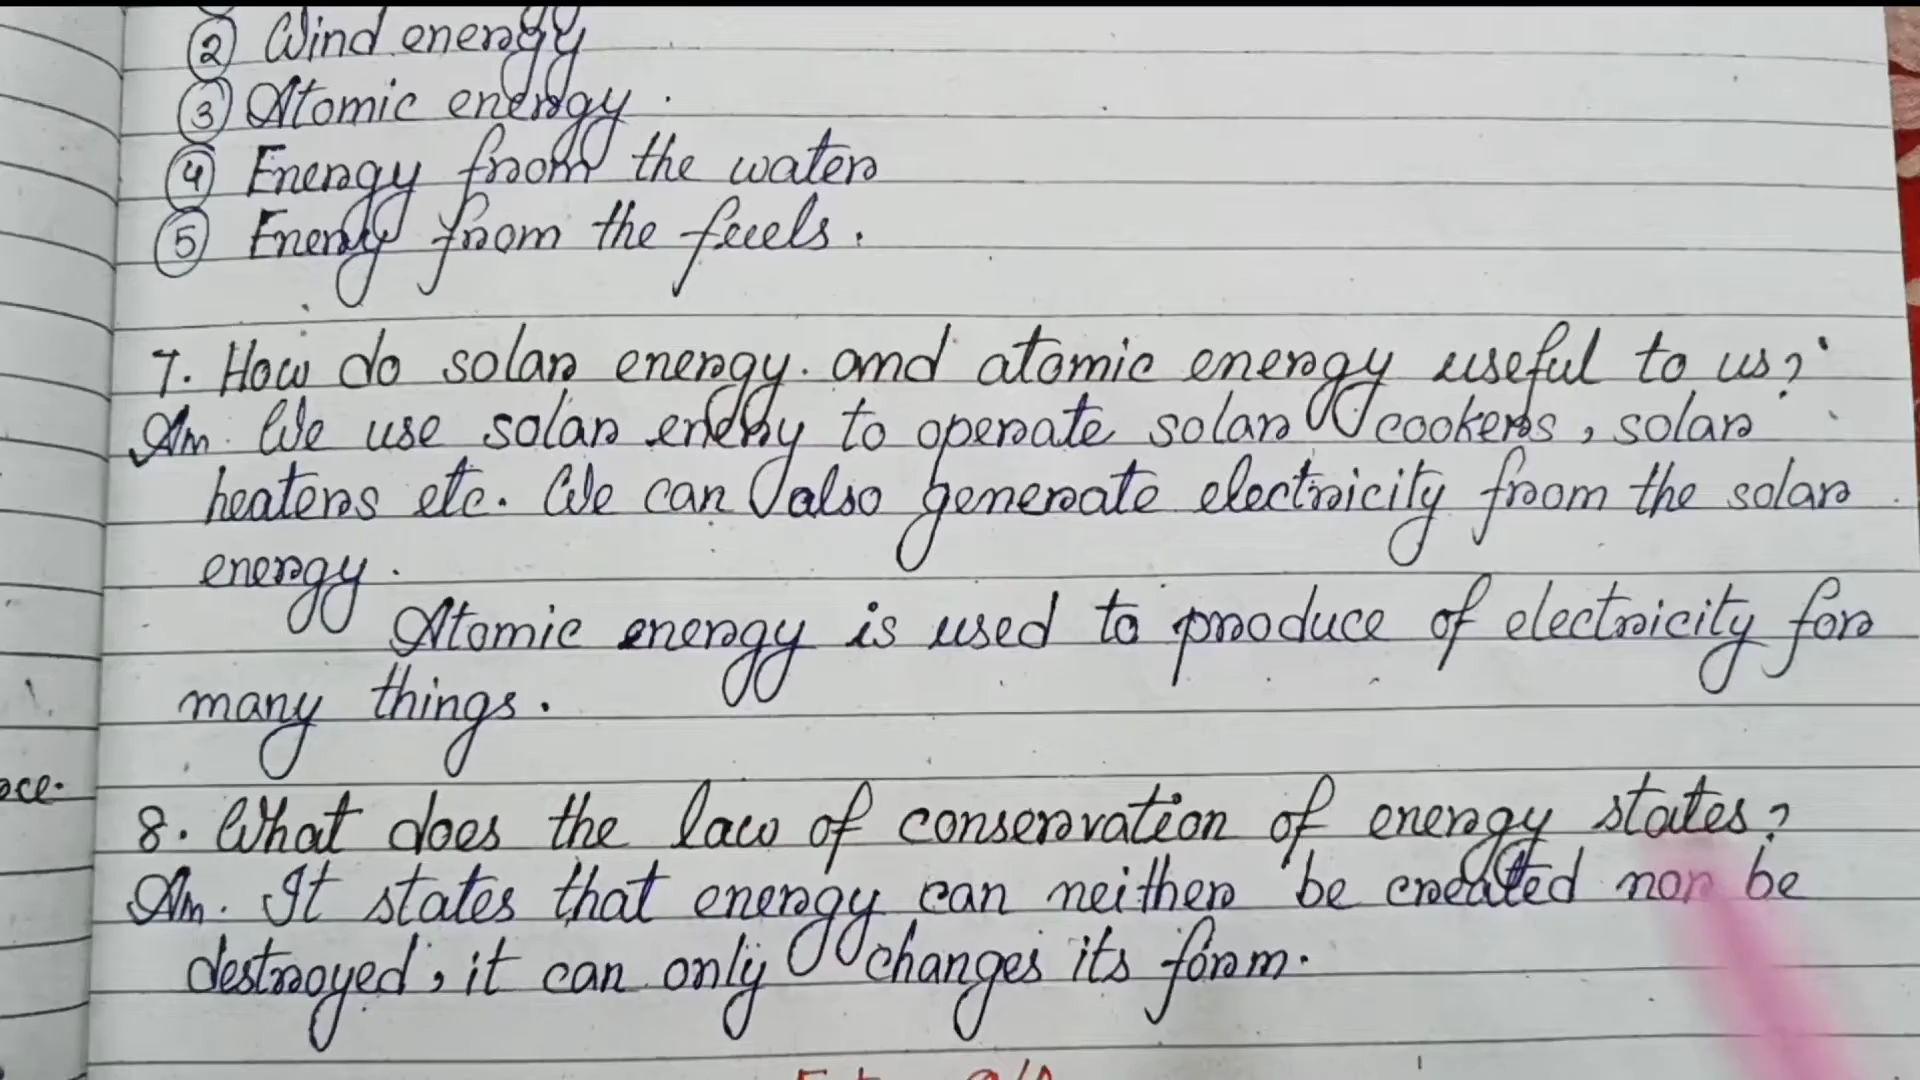 ② Wind energy
③ Atomic energy.
④ Energy from the water
⑤ Energy from the fuels.
7. How do solar energy. and atomic energy useful to us?
Ans. We use solar energy to operate solar cookers, solar
heaters etc. We can also generate electricity from the solar
energy.
Atomic energy is used to produce of electricity for
many things.
8. What does the law of conservation of energy states?
Ans. It states that energy can neither be created nor be
destroyed, it can only changes its form.